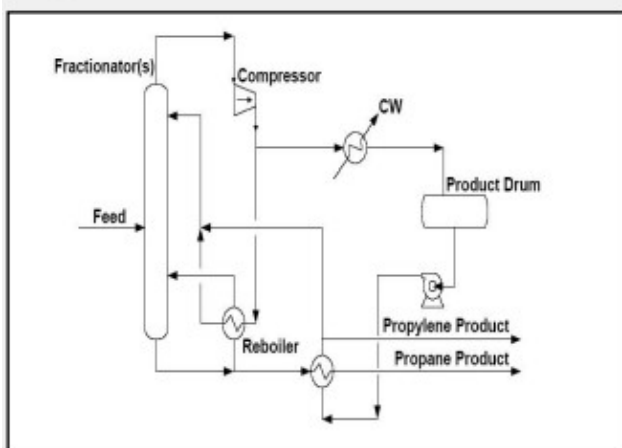 Fractionator(s)
Compressor
CW
Product Drum
Feed
Propylene Product
Reboiler
Propane Product